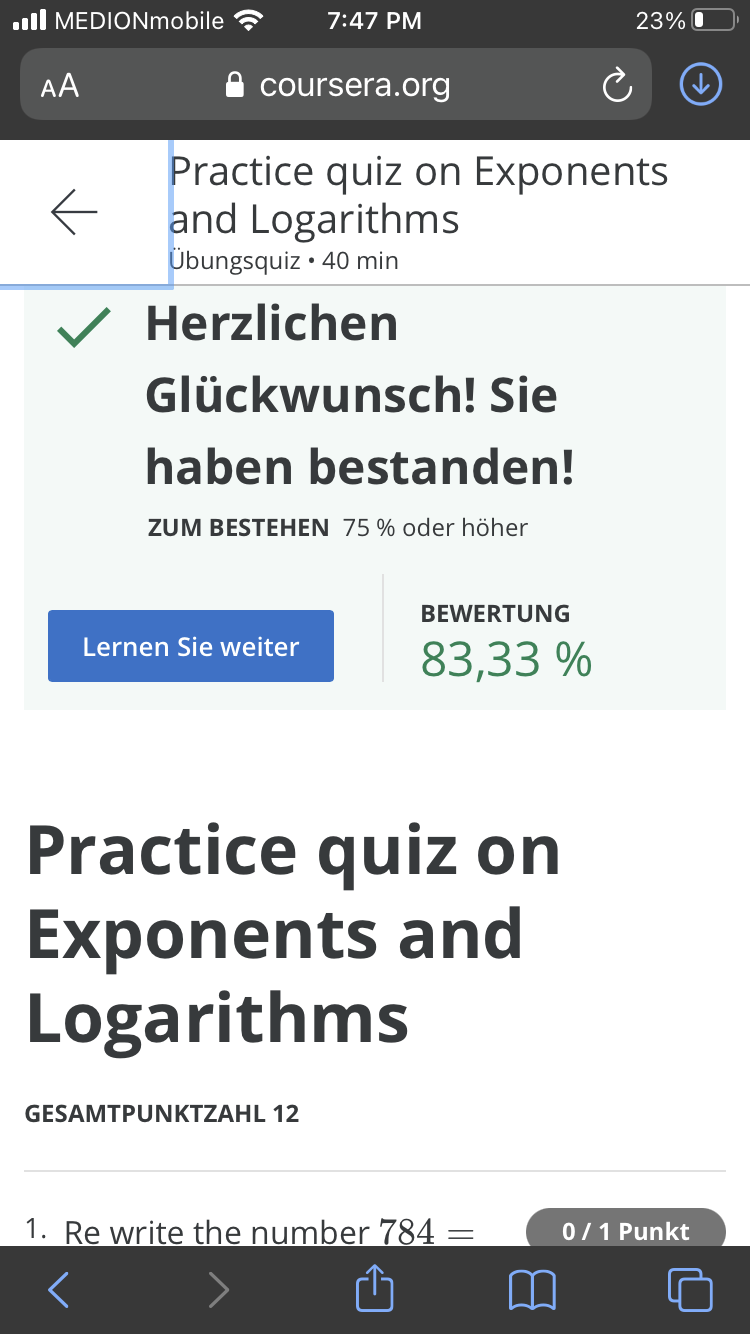 MEDIONmobile 7:47 PM 23%
AA coursera.org
Practice quiz on Exponents
and Logarithms
Übungsquiz • 40 min
Herzlichen
Glückwunsch! Sie
haben bestanden!
ZUM BESTEHEN 75 % oder höher
Lernen Sie weiter
BEWERTUNG
83,33 %
Practice quiz on
Exponents and
Logarithms
GESAMTPUNKTZAHL 12
1. Re write the number 784 =
0 / 1 Punkt